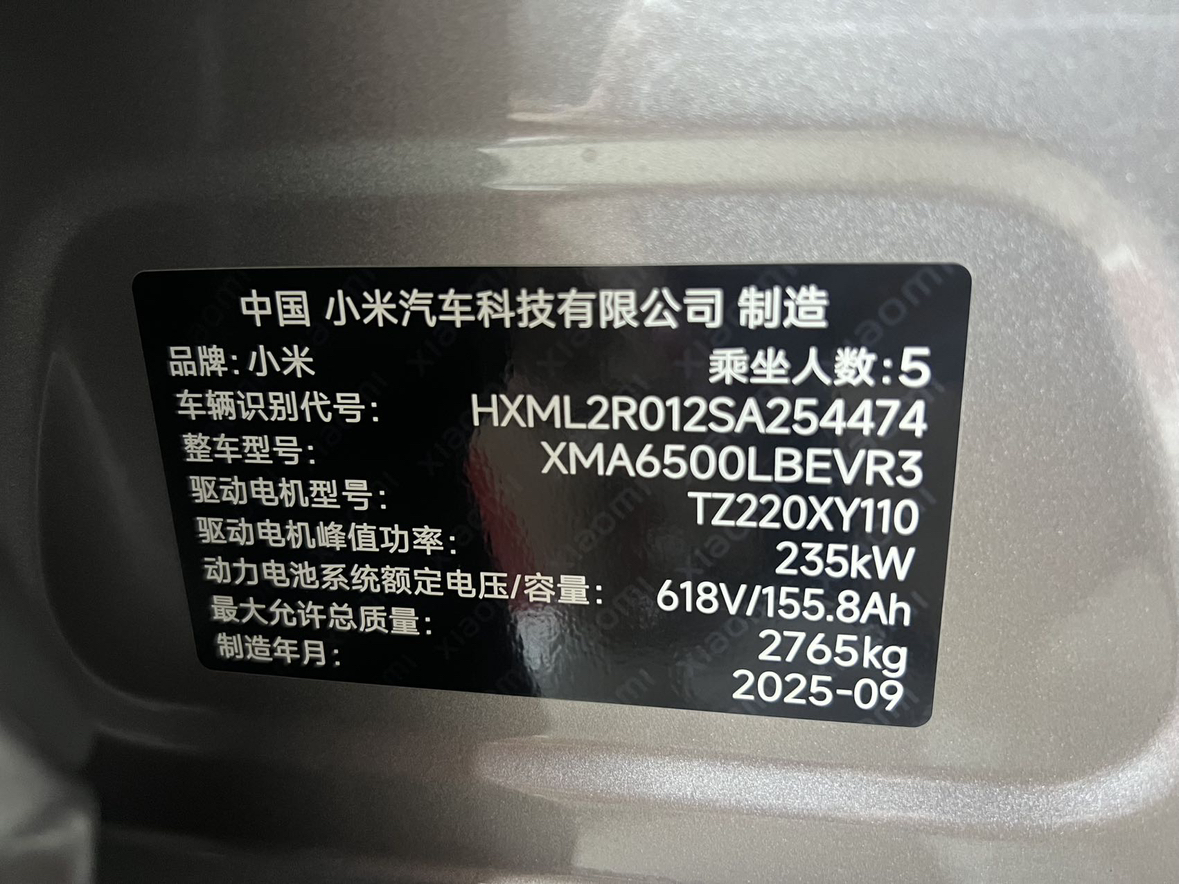 中国 小米汽车科技有限公司 制造
品牌:小米 乘坐人数:5
车辆识别代号: HXML2R012SA254474
整车型号: XMA6500LBEVR3
驱动电机型号: TZ220XY110
驱动电机峰值功率: 235kW
动力电池系统额定电压/容量: 618V/155.8Ah
最大允许总质量: 2765kg
制造年月: 2025-09